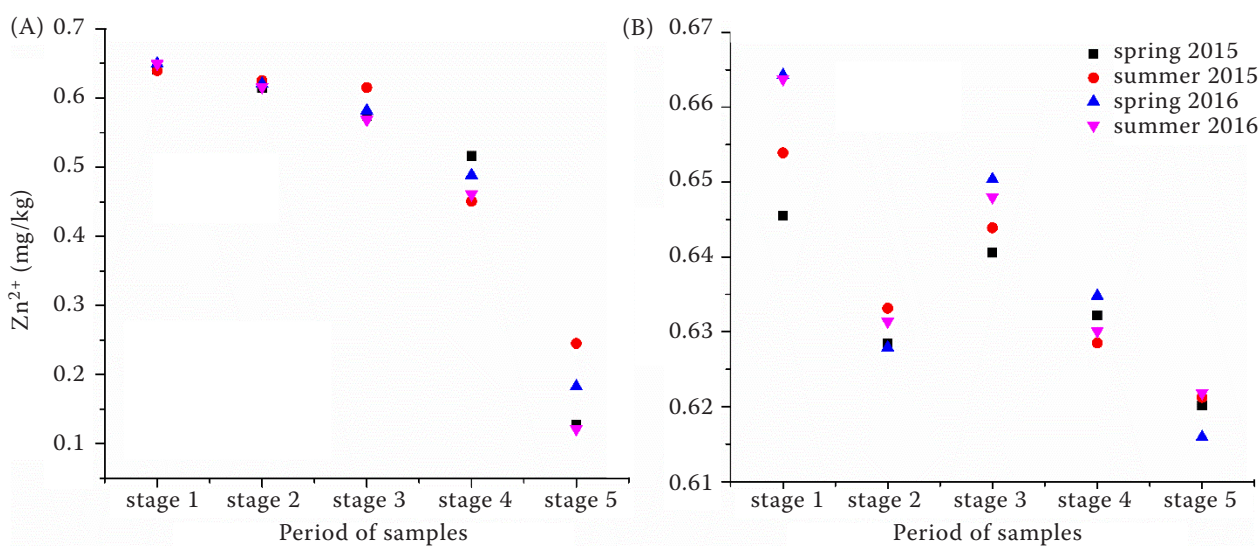 (A)
Zn²⁺ (mg/kg)
0.7
0.6
0.5
0.4
0.3
0.2
0.1
stage 1 stage 2 stage 3 stage 4 stage 5
Period of samples
(B)
0.67
0.66
0.65
0.64
0.63
0.62
0.61
spring 2015
summer 2015
spring 2016
summer 2016
stage 1 stage 2 stage 3 stage 4 stage 5
Period of samples